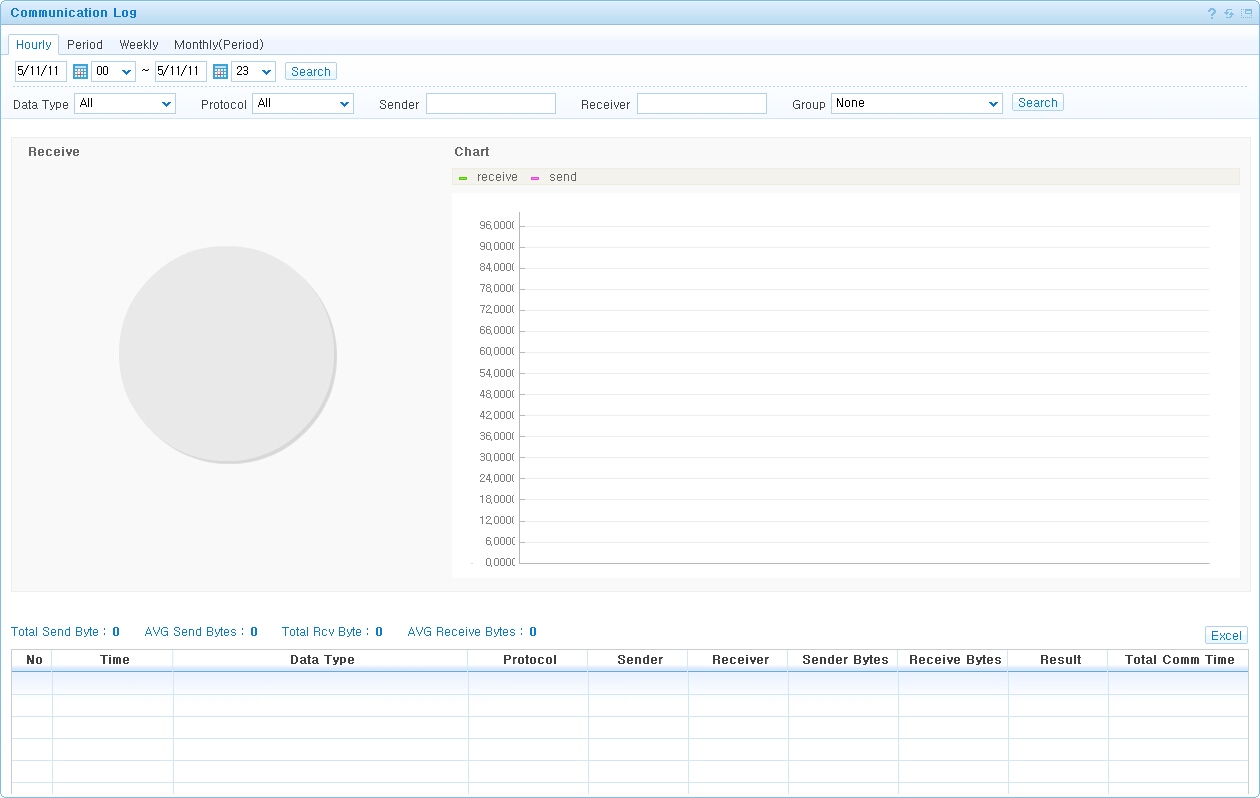 Communication Log ?
Hourly Period Weekly Monthly(Period)
5/11/11 00 ~ 5/11/11 23 Search
Data Type All Protocol All Sender Receiver Group None Search
Receive Chart
receive send
96,0000
90,0000
84,0000
78,0000
72,0000
66,0000
60,0000
54,0000
48,0000
42,0000
36,0000
30,0000
24,0000
18,0000
12,0000
6,0000
0,0000
Total Send Byte : 0 AVG Send Bytes : 0 Total Rcv Byte : 0 AVG Receive Bytes : 0 Excel
No Time Data Type Protocol Sender Receiver Sender Bytes Receive Bytes Result Total Comm Time